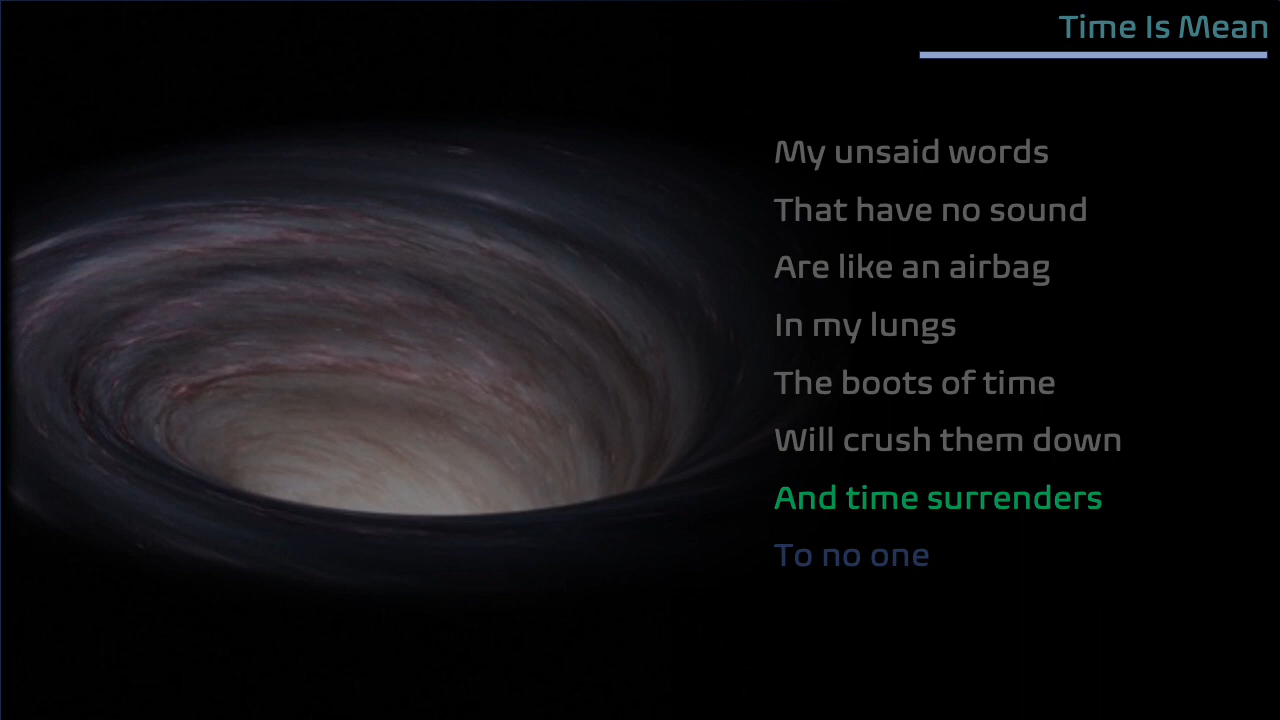 Time Is Mean
My unsaid words
That have no sound
Are like an airbag
In my lungs
The boots of time
Will crush them down
And time surrenders
To no one